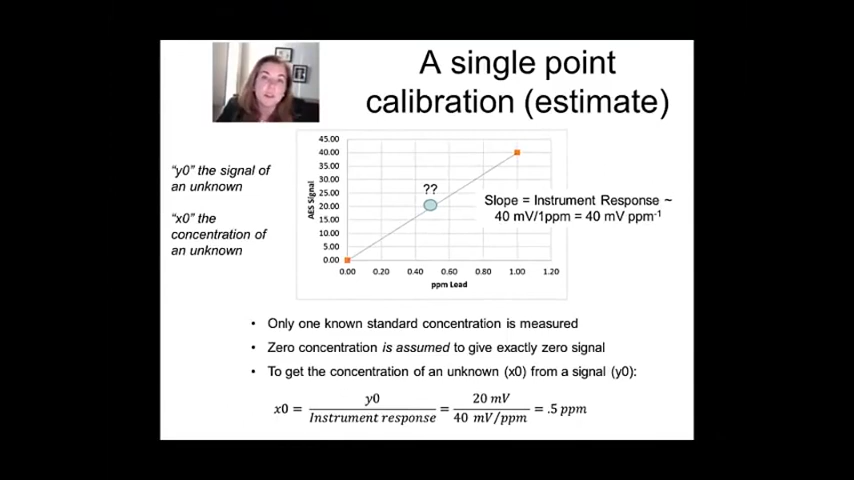 A single point
calibration (estimate)
"y0" the signal of
an unknown
"x0" the
concentration of
an unknown
AES Signal
45.00
40.00
35.00
30.00
25.00
20.00
15.00
10.00
5.00
0.00
??
Slope = Instrument Response ~
40 mV/1ppm = 40 mV ppm⁻¹
0.00 0.20 0.40 0.60 0.80 1.00 1.20
ppm Lead
• Only one known standard concentration is measured
• Zero concentration is assumed to give exactly zero signal
• To get the concentration of an unknown (x0) from a signal (y0):
x0 = y0 / Instrument response = 20 mV / 40 mV/ppm = .5 ppm